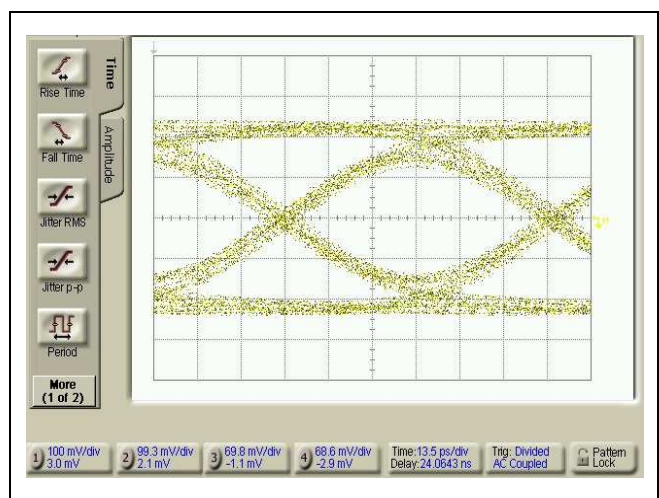 Time
Amplitude
Rise Time
Fall Time
Jitter RMS
Jitter p-p
Period
More
(1 of 2)
1 100 mV/div
3.0 mV
2 99.3 mV/div
2.1 mV
3 69.8 mV/div
-1.1 mV
4 68.6 mV/div
-2.9 mV
Time:13.5 ps/div
Delay:24.0643 ns
Trig: Divided
AC Coupled
Pattern
Lock